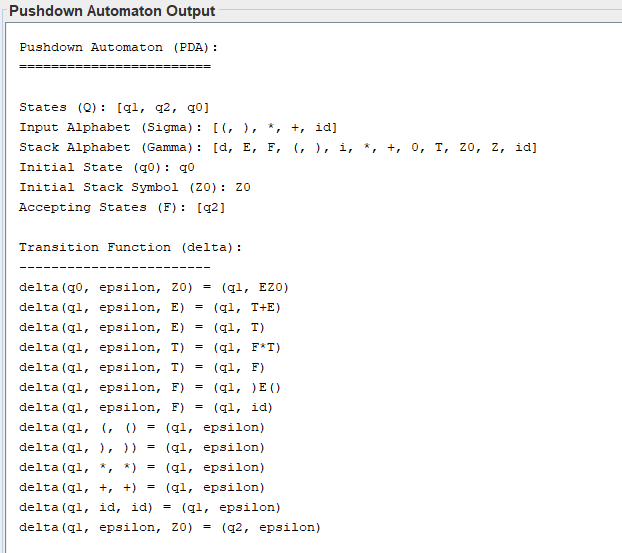 Pushdown Automaton Output
Pushdown Automaton (PDA):
========================
States (Q): [q1, q2, q0]
Input Alphabet (Sigma): [(, ), *, +, id]
Stack Alphabet (Gamma): [d, E, F, (, ), i, *, +, 0, T, Z0, Z, id]
Initial State (q0): q0
Initial Stack Symbol (Z0): Z0
Accepting States (F): [q2]
Transition Function (delta):
------------------------
delta(q0, epsilon, Z0) = (q1, EZ0)
delta(q1, epsilon, E) = (q1, T+E)
delta(q1, epsilon, E) = (q1, T)
delta(q1, epsilon, T) = (q1, F*T)
delta(q1, epsilon, T) = (q1, F)
delta(q1, epsilon, F) = (q1, )E()
delta(q1, epsilon, F) = (q1, id)
delta(q1, (, () = (q1, epsilon)
delta(q1, ), )) = (q1, epsilon)
delta(q1, *, *) = (q1, epsilon)
delta(q1, +, +) = (q1, epsilon)
delta(q1, id, id) = (q1, epsilon)
delta(q1, epsilon, Z0) = (q2, epsilon)